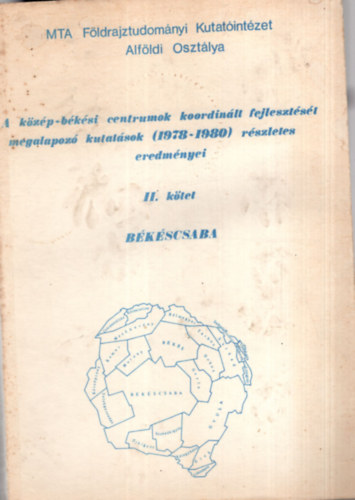 MTA Földrajztudományi Kutatóintézet
Alföldi Osztálya
A közép-békési centrumok koordinált fejlesztését
megalapozó kutatások (1978-1980) részletes
eredményei
II. kötet
BÉKÉSCSABA
BÉKÉS
BÉKÉSCSABA
GYULA